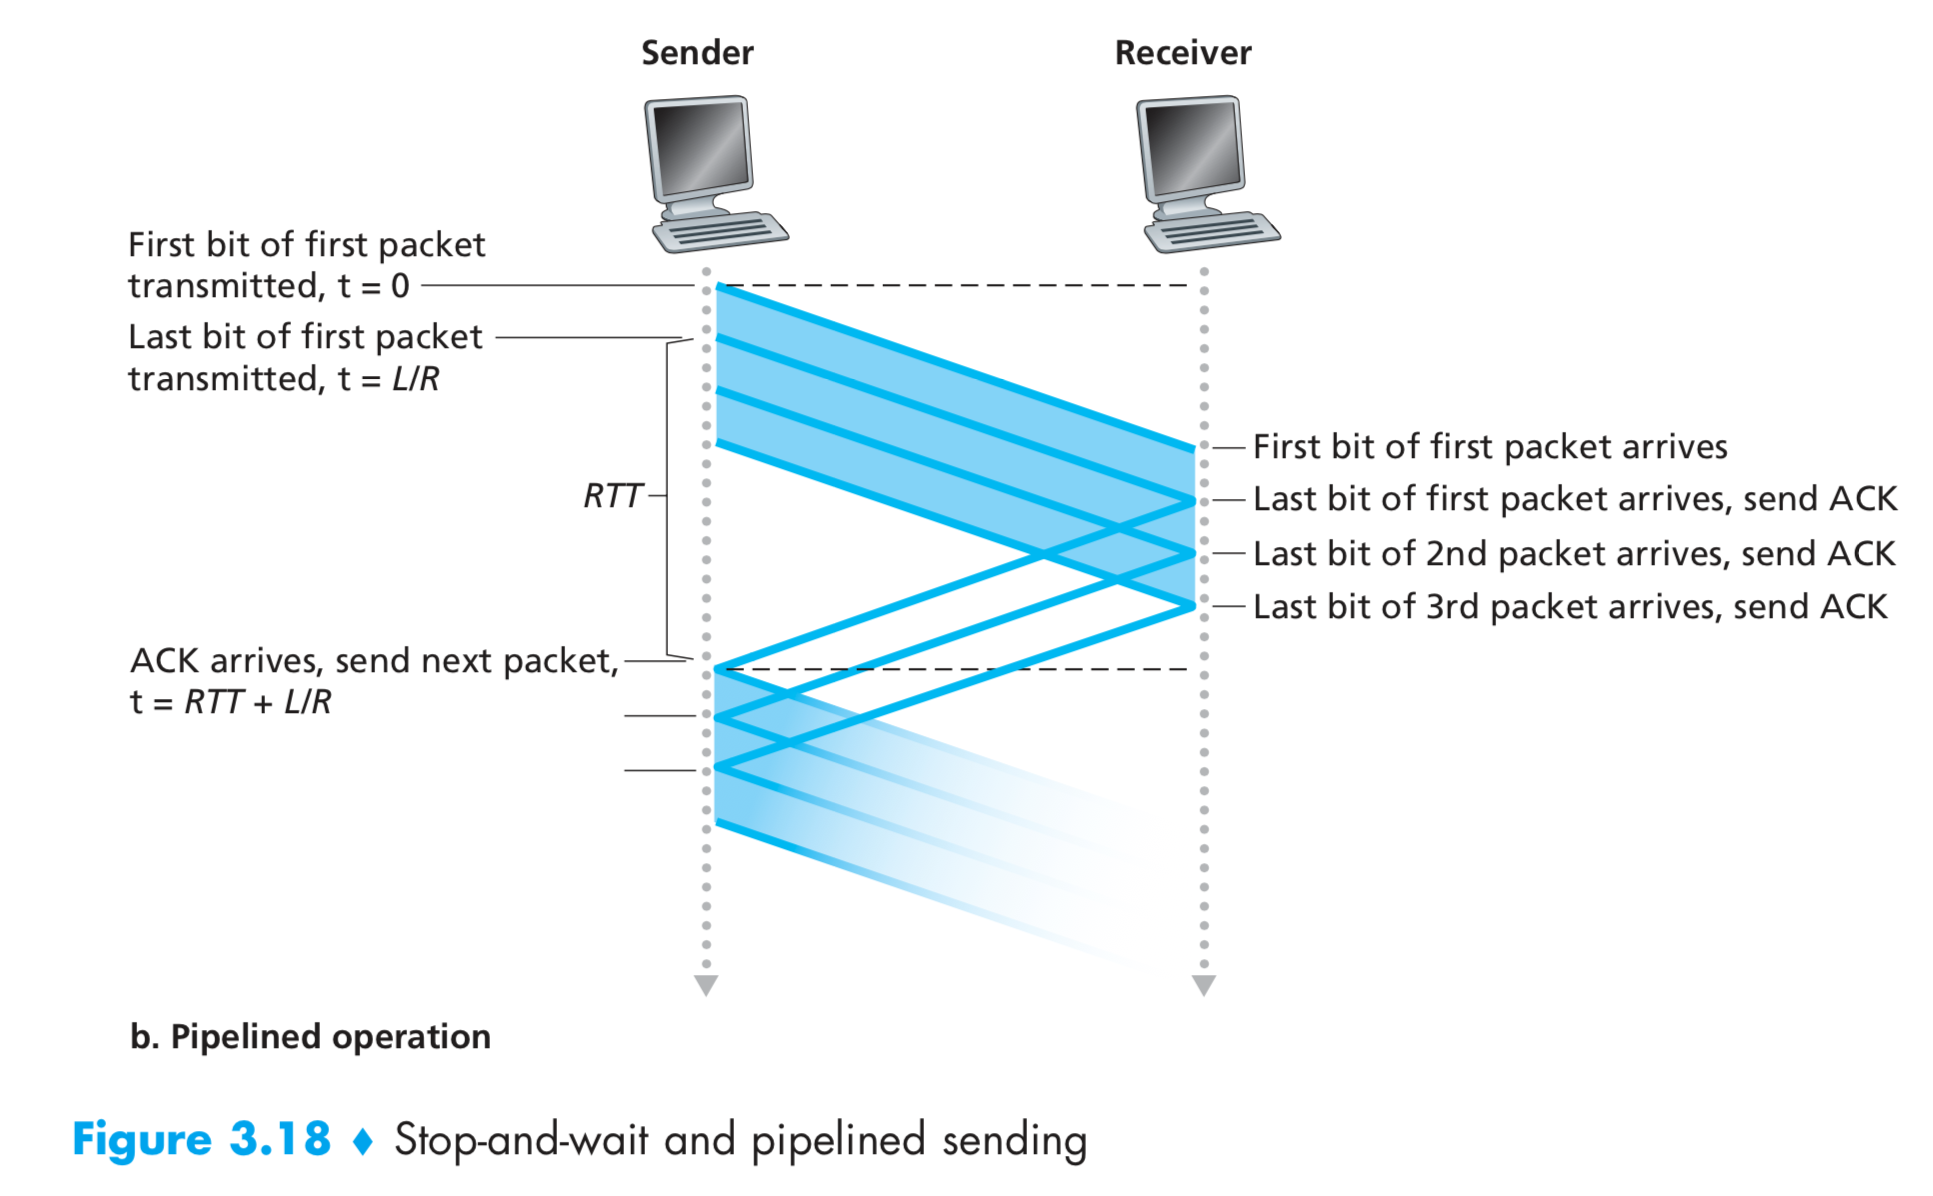 Sender
Receiver
First bit of first packet
transmitted, t = 0
Last bit of first packet
transmitted, t = L/R
First bit of first packet arrives
RTT
Last bit of first packet arrives, send ACK
Last bit of 2nd packet arrives, send ACK
Last bit of 3rd packet arrives, send ACK
ACK arrives, send next packet,
t = RTT + L/R
b. Pipelined operation
Figure 3.18 ♦ Stop-and-wait and pipelined sending